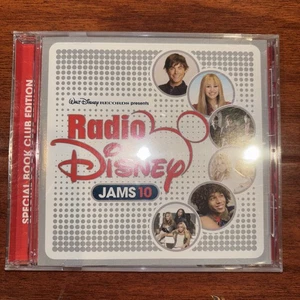 SPECIAL BOOK CLUB EDITION
Walt Disney RECORDS presents
Radio
DISNEY
JAMS 10